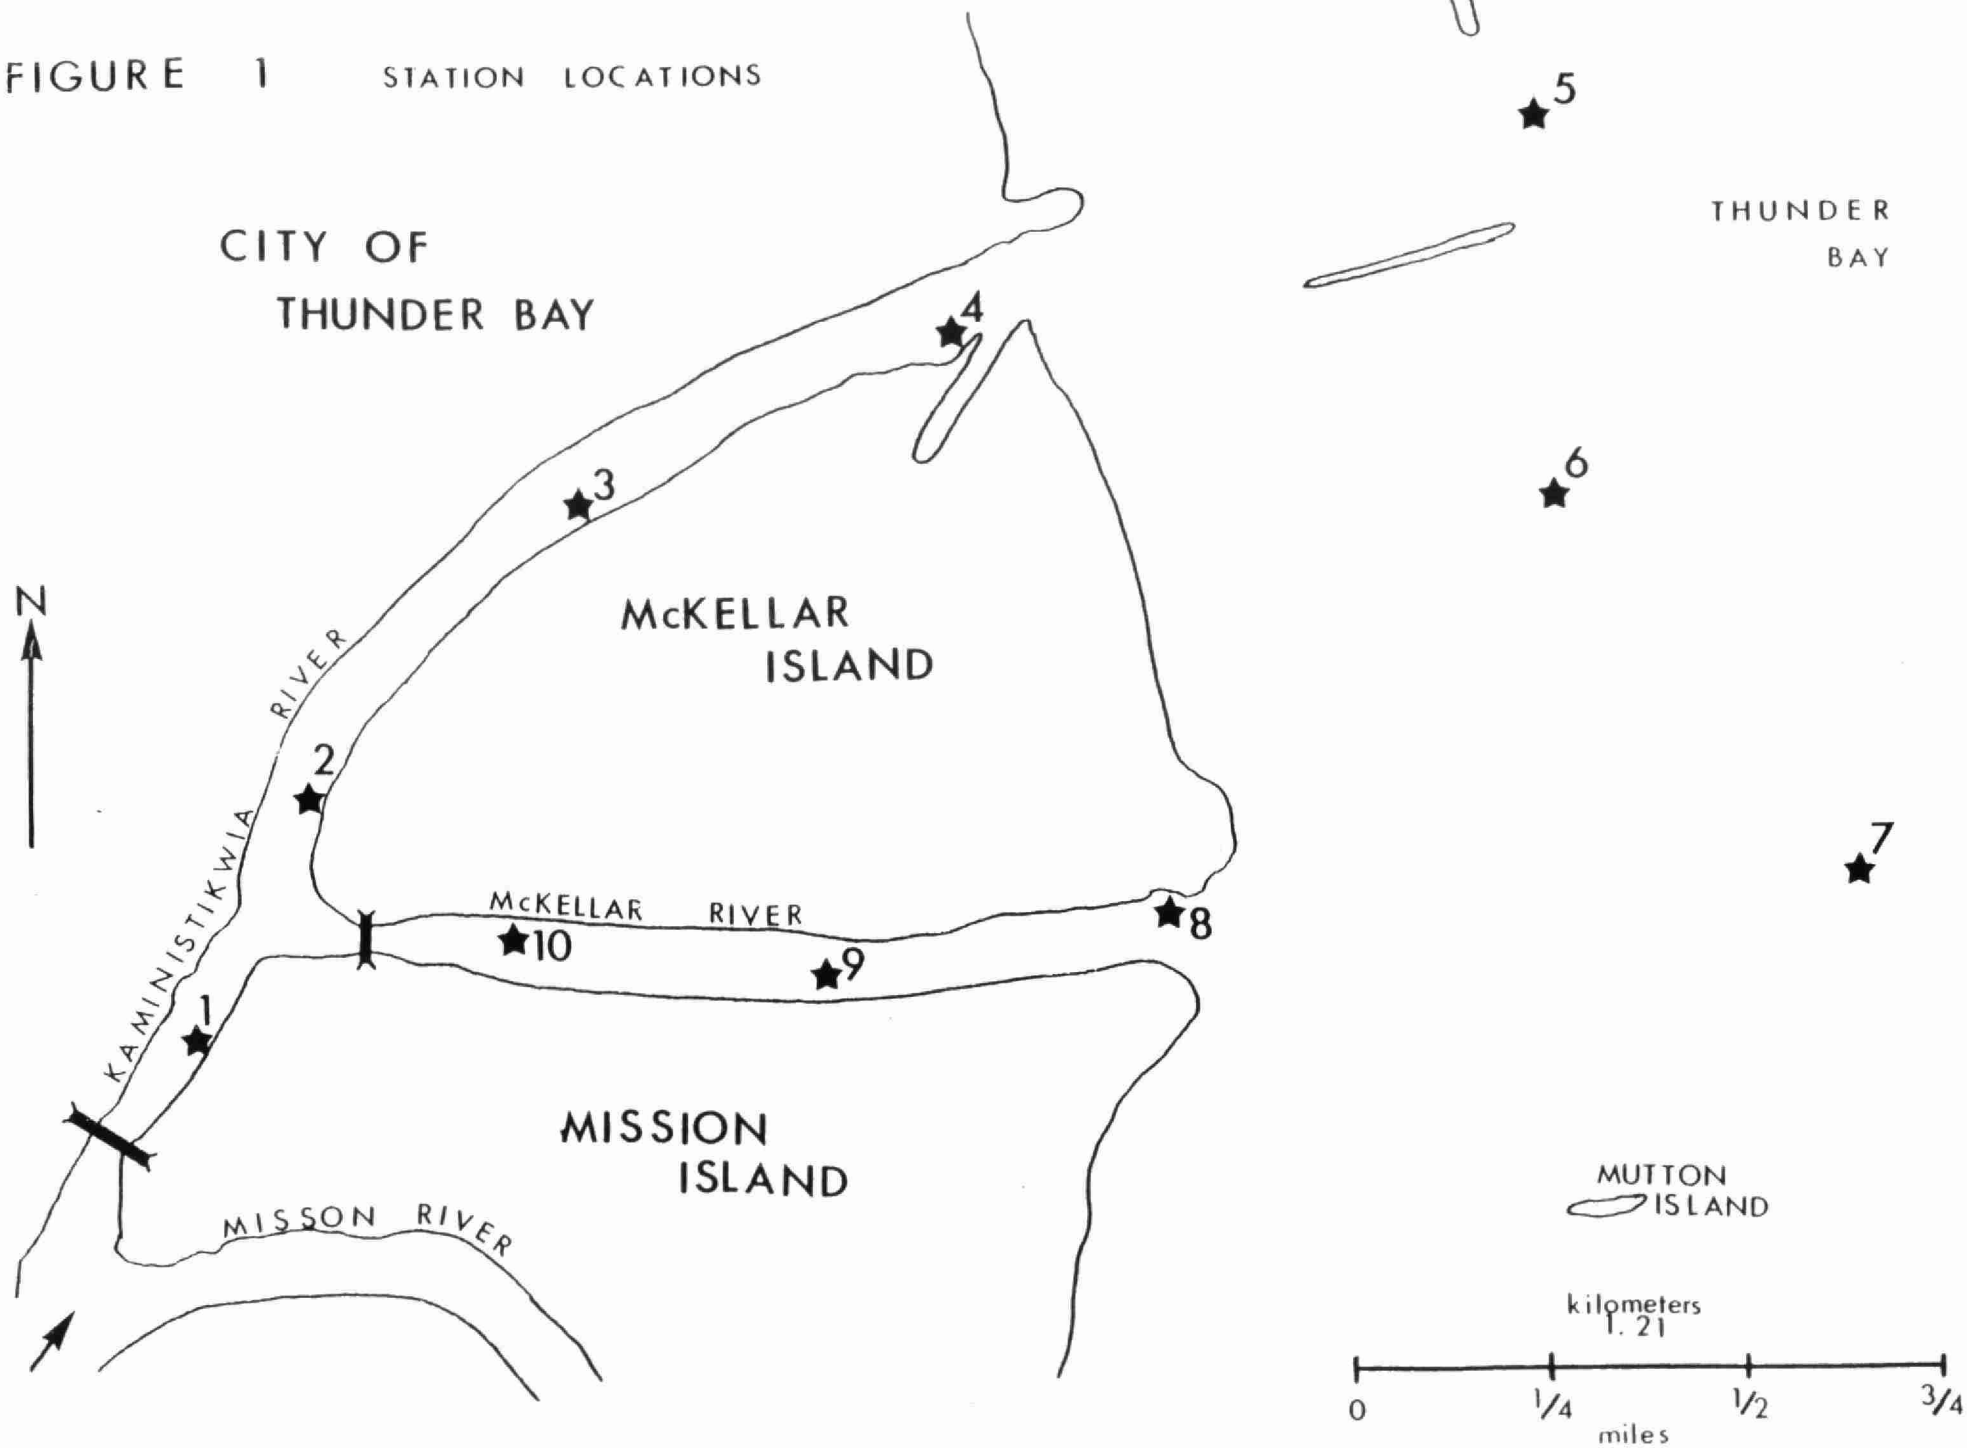 FIGURE 1 STATION LOCATIONS
5
THUNDER
BAY
CITY OF
THUNDER BAY
4
6
3
N
McKELLAR
ISLAND
KAMINISTIKWIA RIVER
2
7
McKELLAR RIVER
8
10
9
1
MISSION
ISLAND
MUTTON
ISLAND
MISSON RIVER
kilometers
1.21
0 1/4 1/2 3/4
miles